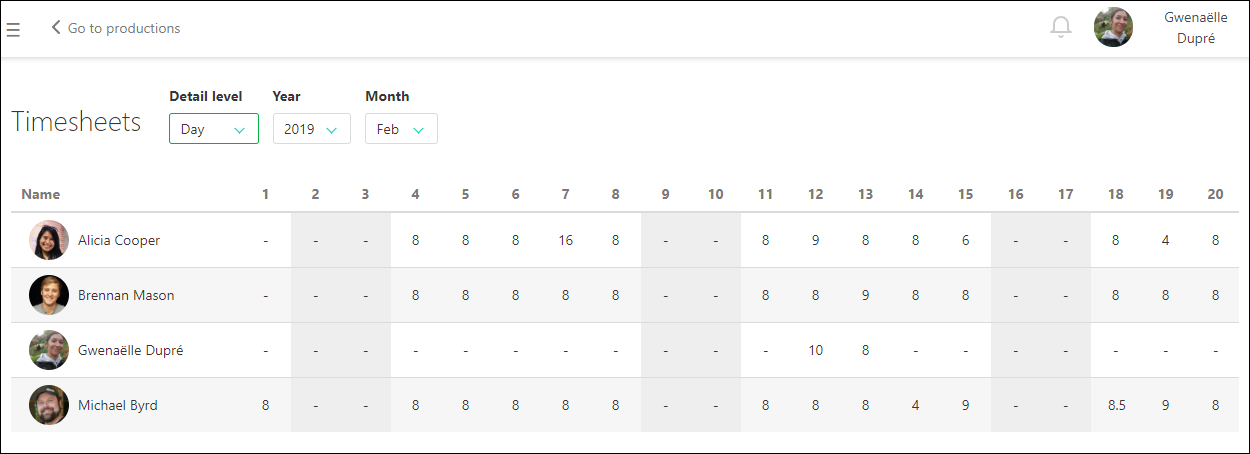 Go to productions
Gwenaëlle
Dupré
Timesheets
Detail level Year Month
Day 2019 Feb
Name 1 2 3 4 5 6 7 8 9 10 11 12 13 14 15 16 17 18 19 20
Alicia Cooper - - - 8 8 8 16 8 - - 8 9 8 8 6 - - 8 4 8
Brennan Mason - - - 8 8 8 8 8 - - 8 8 9 8 8 - - 8 8 8
Gwenaëlle Dupré - - - - - - - - - - - 10 8 - - - - - - -
Michael Byrd 8 - - 8 8 8 8 8 - - 8 8 8 4 9 - - 8.5 9 8